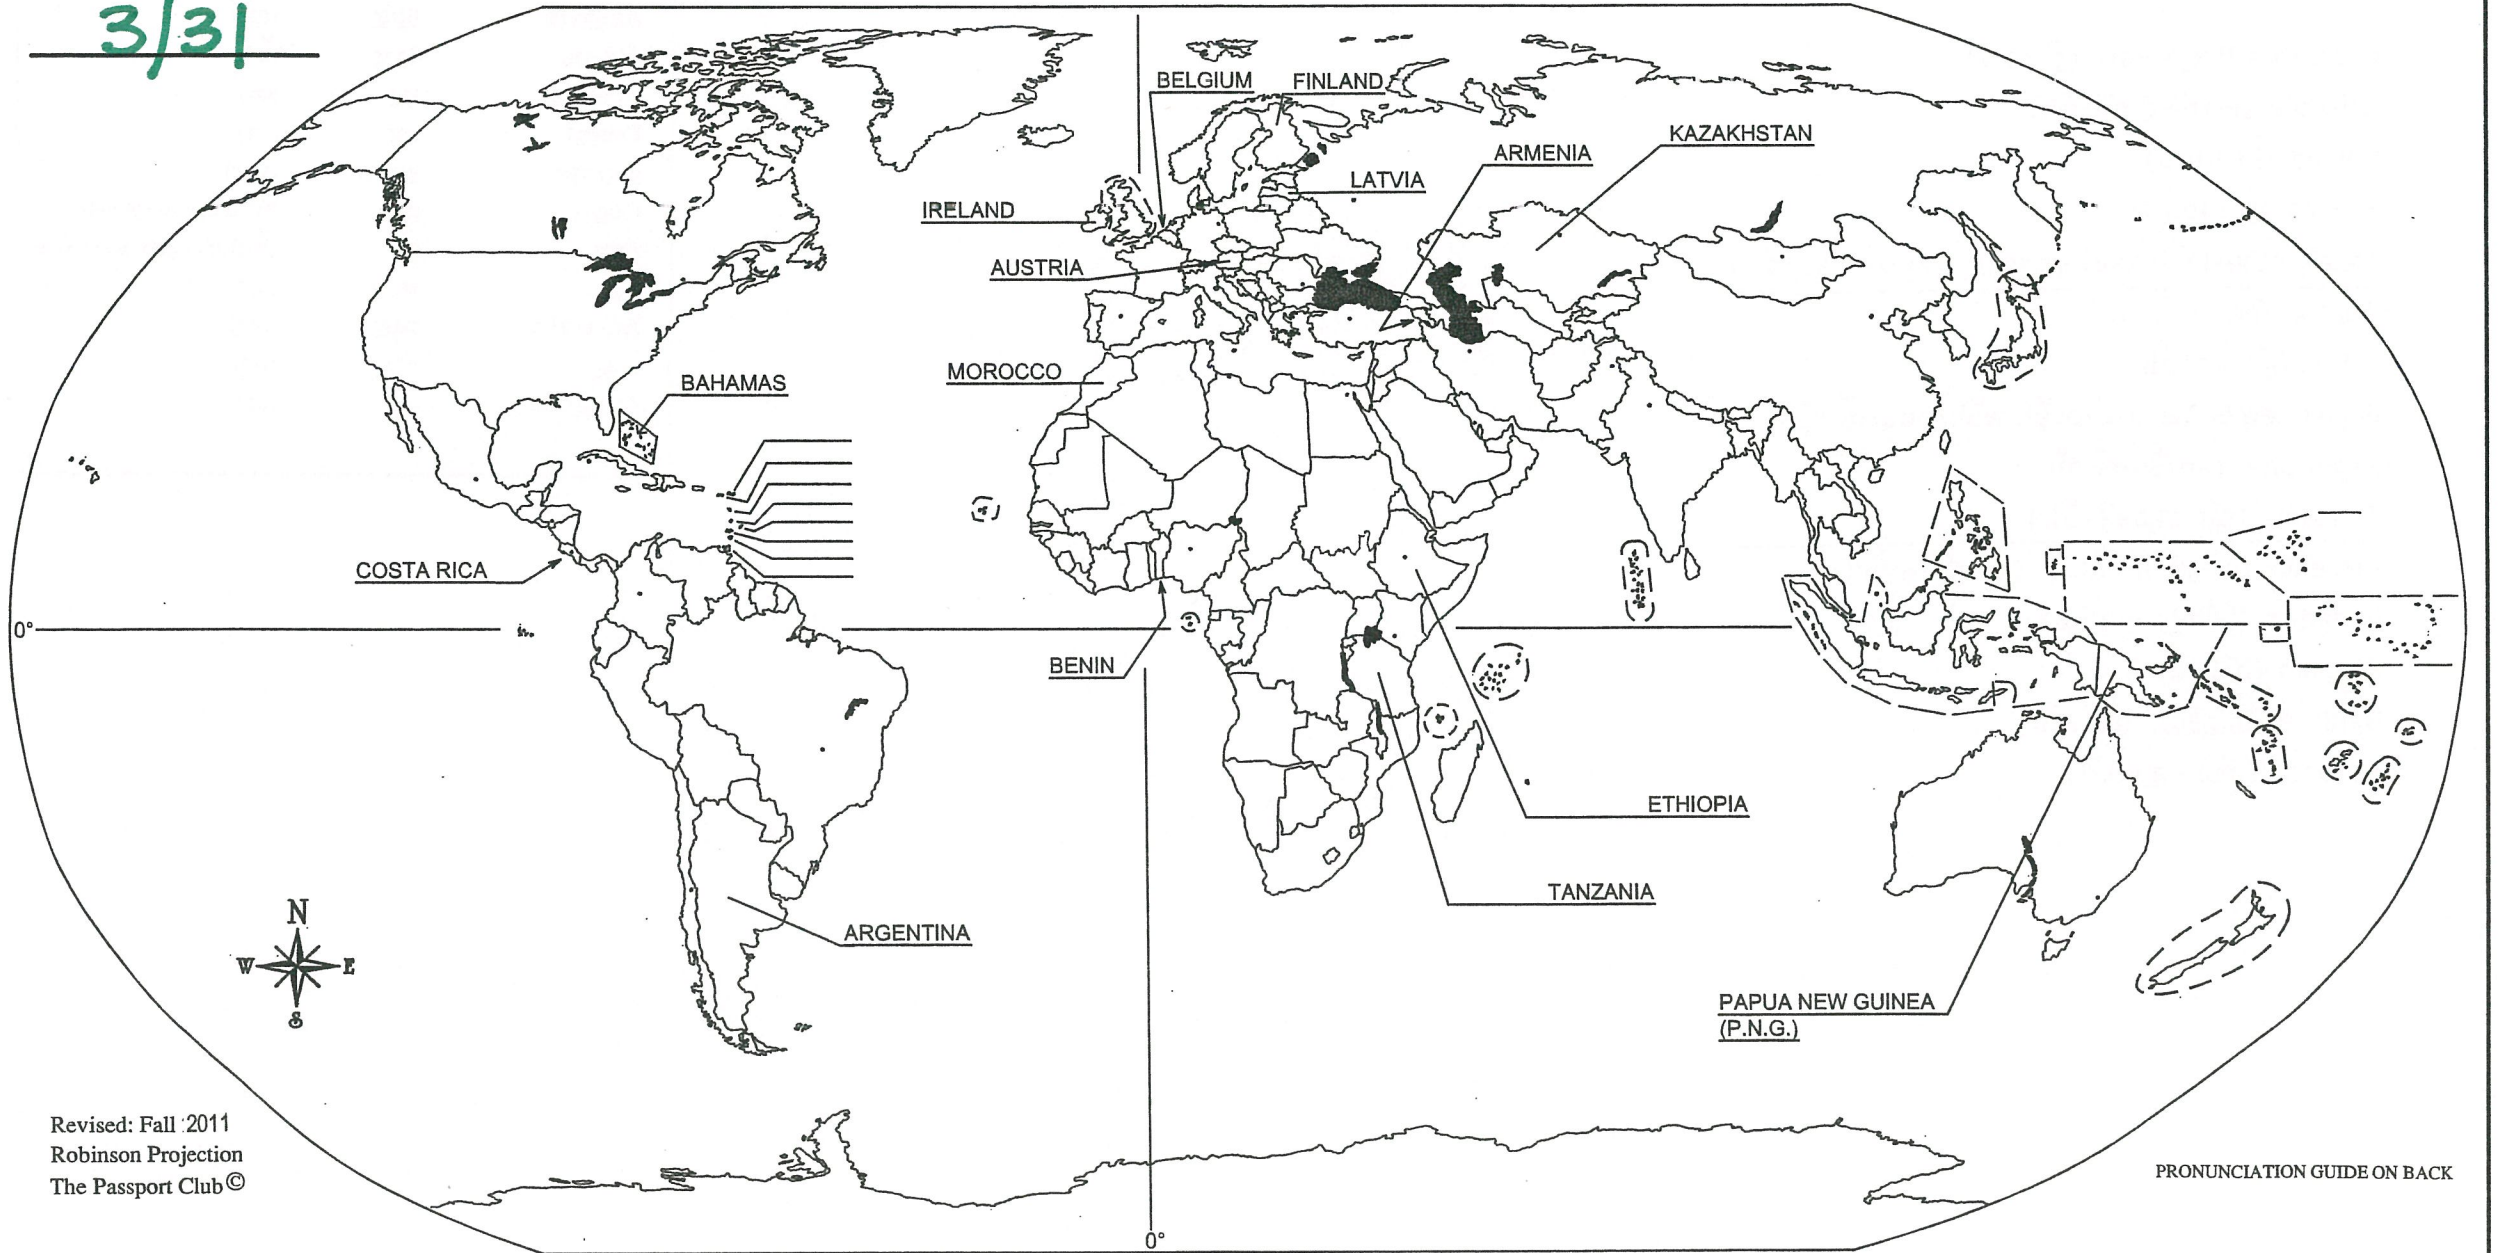 3/31
BELGIUM
FINLAND
KAZAKHSTAN
ARMENIA
LATVIA
IRELAND
AUSTRIA
MOROCCO
BAHAMAS
COSTA RICA
0°
BENIN
ETHIOPIA
TANZANIA
ARGENTINA
N
W E
S
PAPUA NEW GUINEA
(P.N.G.)
Revised: Fall 2011
Robinson Projection
The Passport Club©
PRONUNCIATION GUIDE ON BACK
0°